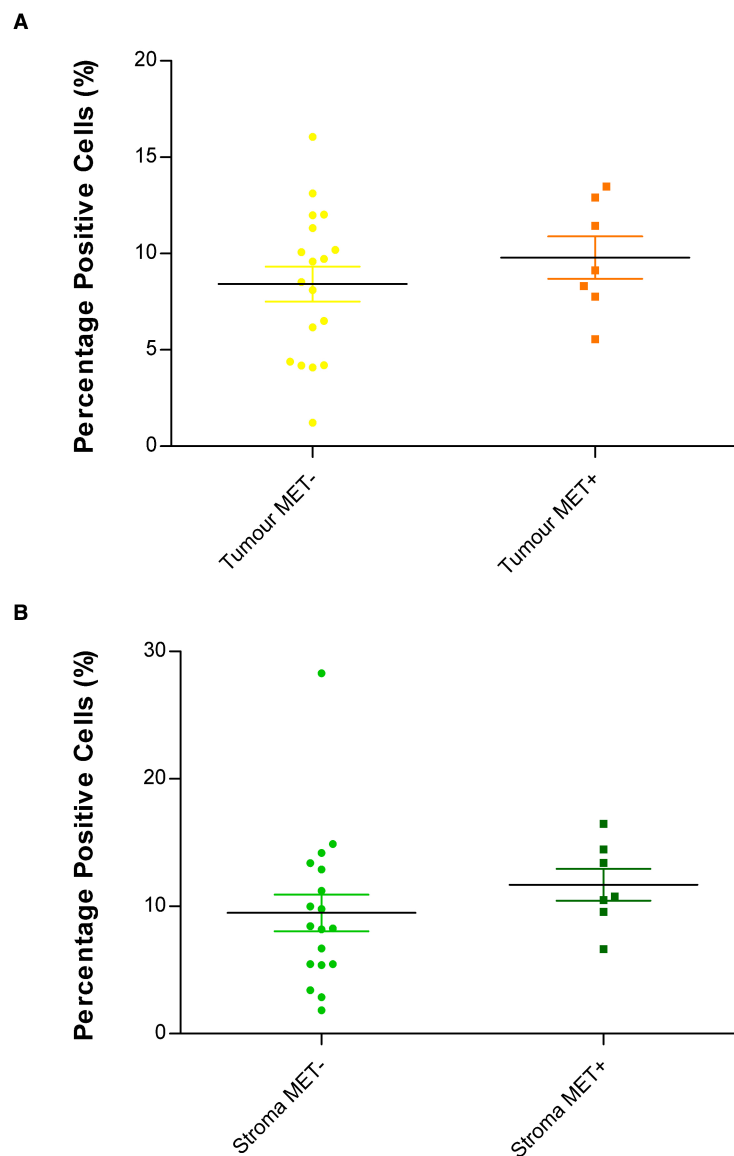 A
Percentage Positive Cells (%)
20
15
10
5
0
Tumour MET-
Tumour MET+
B
Percentage Positive Cells (%)
30
20
10
0
Stroma MET-
Stroma MET+